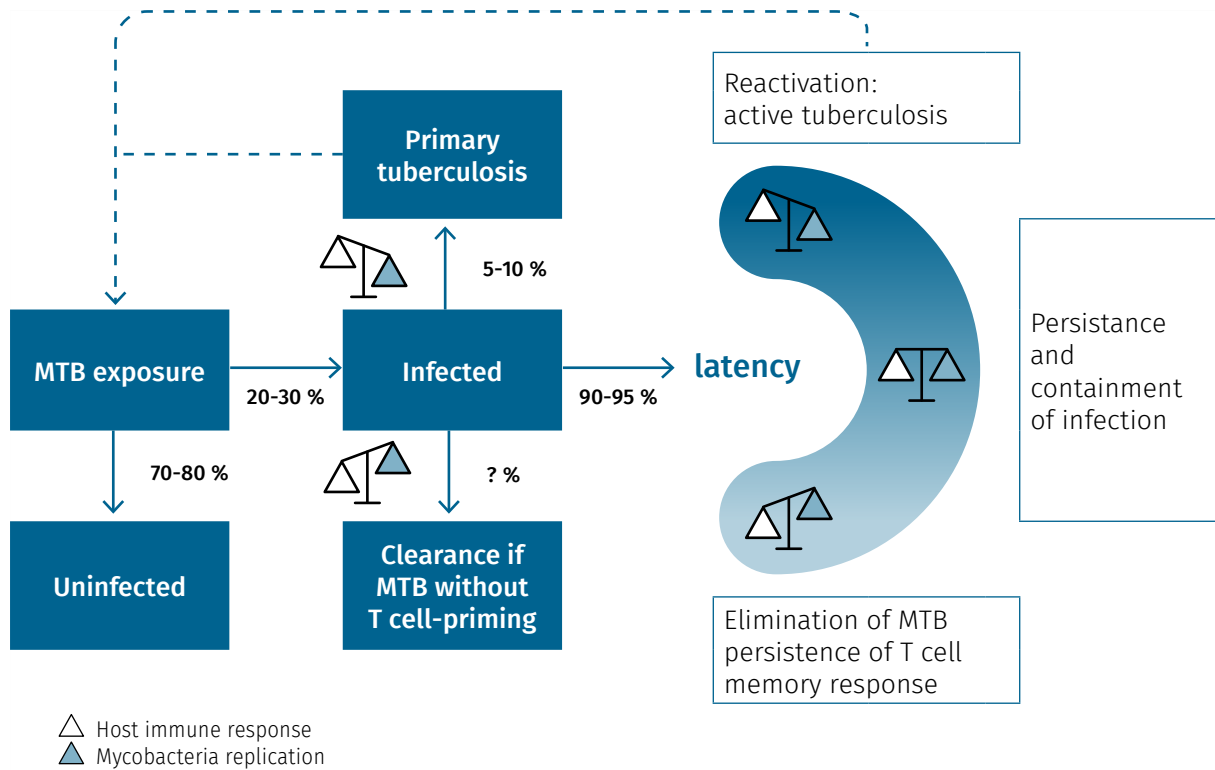 Reactivation:
active tuberculosis
Primary
tuberculosis
5-10 %
MTB exposure
20-30 %
Infected
90-95 %
latency
Persistance
and
containment
of infection
70-80 %
? %
Uninfected
Clearance if
MTB without
T cell-priming
Elimination of MTB
persistence of T cell
memory response
Host immune response
Mycobacteria replication